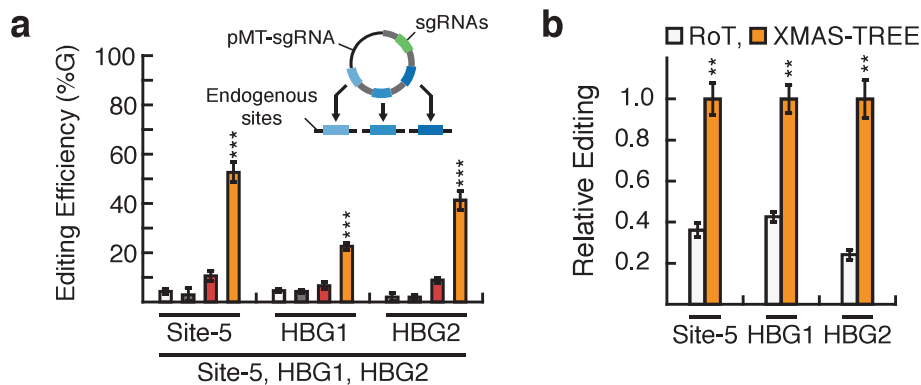 a
Editing Efficiency (%G)
100
80
60
40
20
pMT-sgRNA
sgRNAs
Endogenous
sites
***
***
***
Site-5
HBG1
HBG2
Site-5, HBG1, HBG2
b
RoT, XMAS-TREE
Relative Editing
1.0
0.8
0.6
0.4
0.2
**
**
**
Site-5
HBG1
HBG2